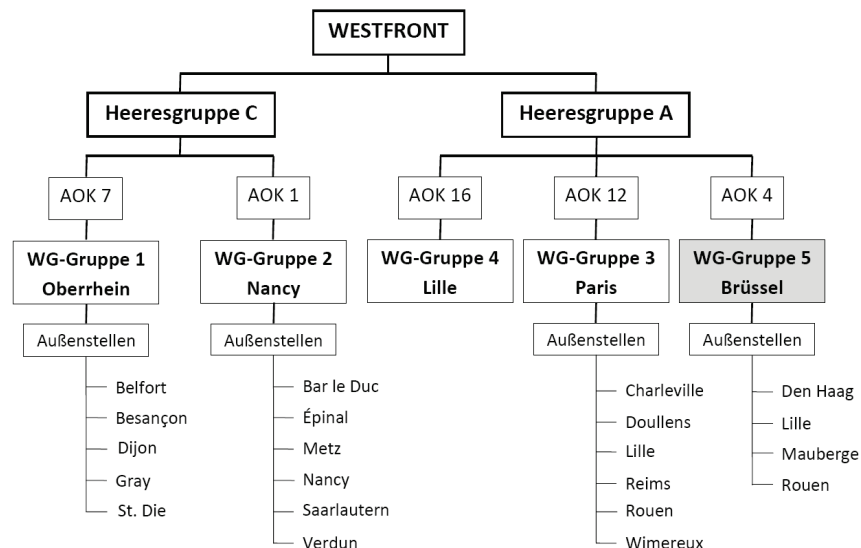 WESTFRONT
Heeresgruppe C
Heeresgruppe A
AOK 7
AOK 1
AOK 16
AOK 12
AOK 4
WG-Gruppe 1
Oberrhein
WG-Gruppe 2
Nancy
WG-Gruppe 4
Lille
WG-Gruppe 3
Paris
WG-Gruppe 5
Brüssel
Außenstellen
Außenstellen
Außenstellen
Außenstellen
Belfort
Besançon
Dijon
Gray
St. Die
Bar le Duc
Épinal
Metz
Nancy
Saarlautern
Verdun
Charleville
Doullens
Lille
Reims
Rouen
Wimereux
Den Haag
Lille
Mauberge
Rouen